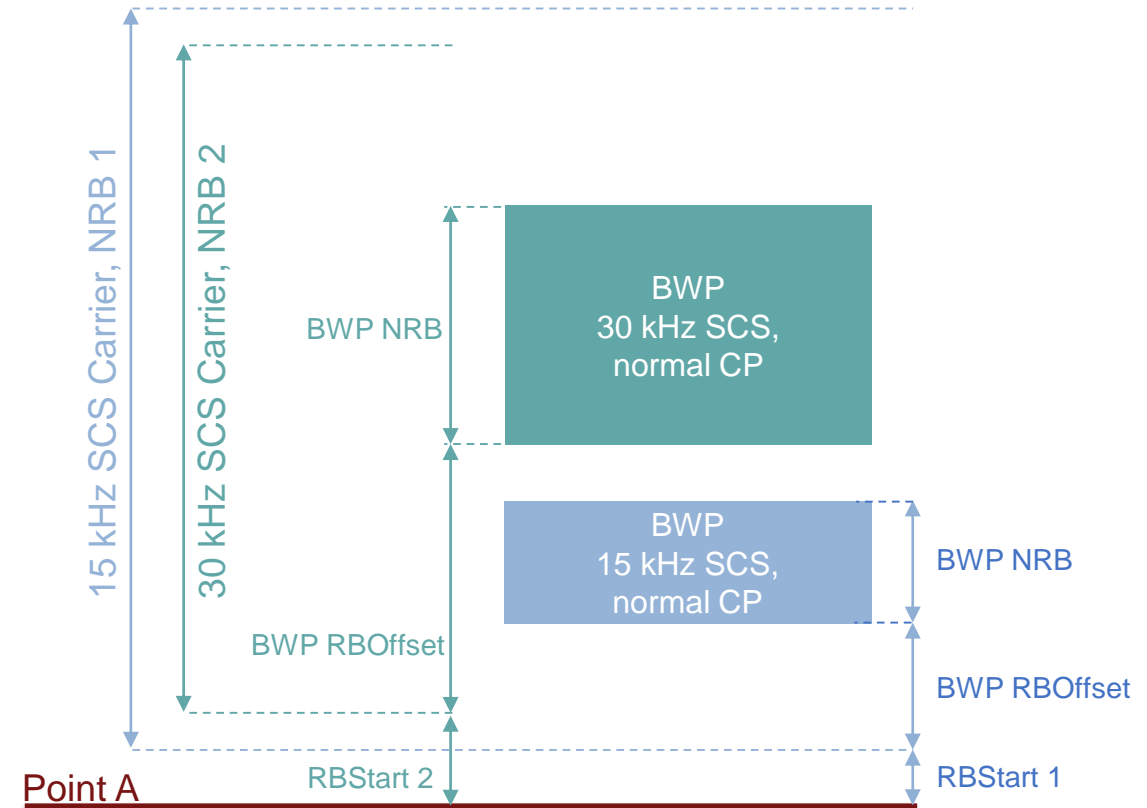 15 kHz SCS Carrier, NRB 1
30 kHz SCS Carrier, NRB 2
BWP
30 kHz SCS,
normal CP
BWP NRB
BWP
15 kHz SCS,
normal CP
BWP NRB
BWP RBOffset
BWP RBOffset
RBStart 2
RBStart 1
Point A